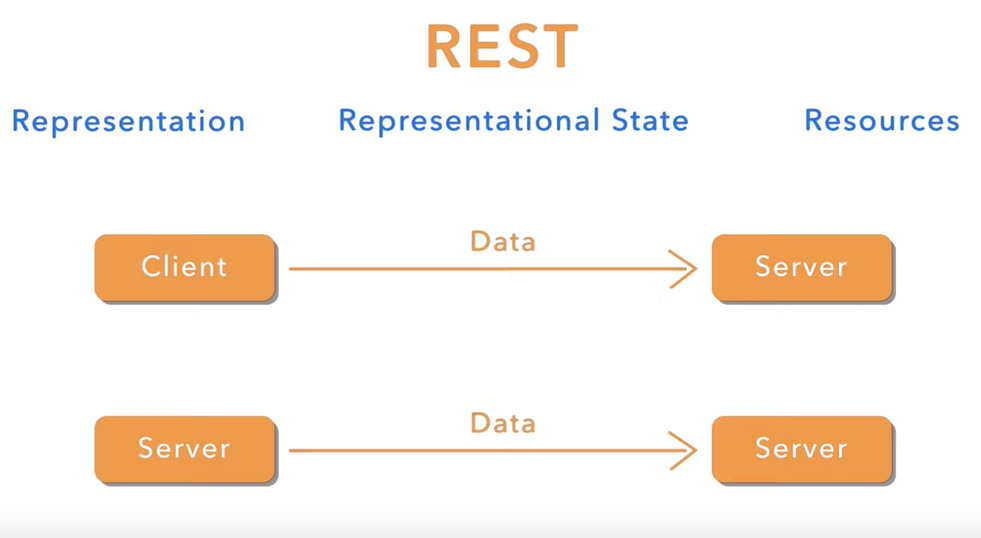 REST
Representation
Representational State
Resources
Client
Data
Server
Server
Data
Server